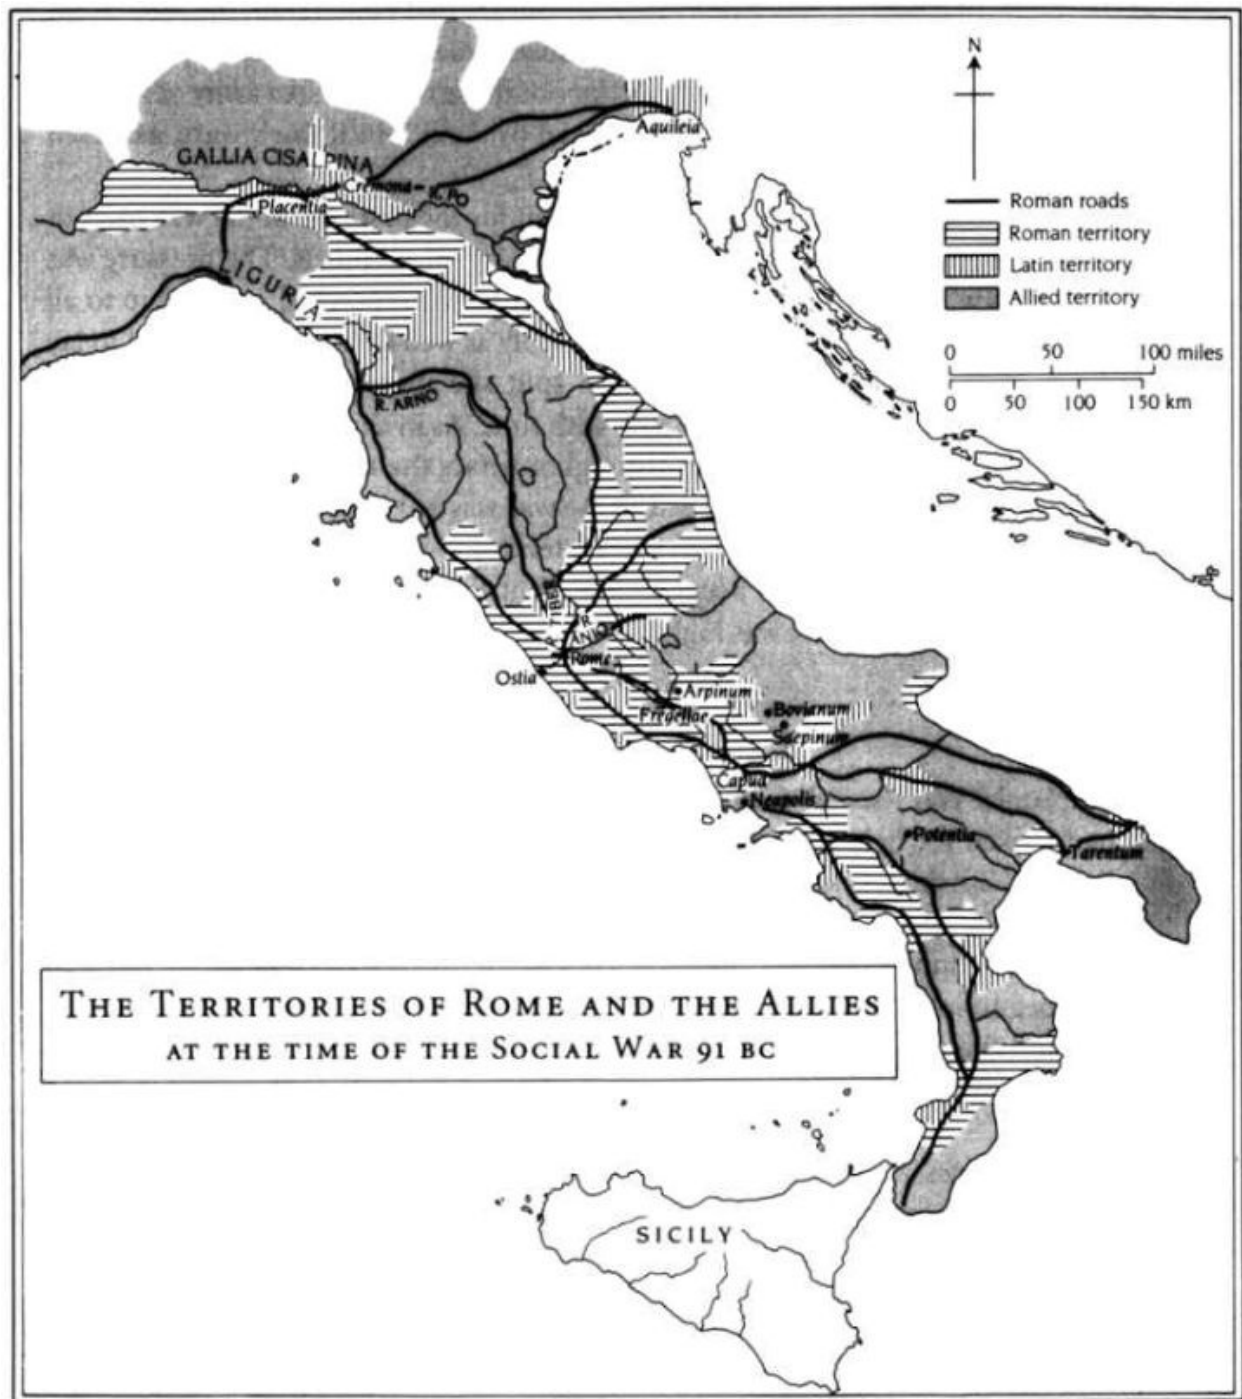 N
Aquileia
GALLIA CISALPINA
Cremona
R. PO
Placentia
Roman roads
Roman territory
Latin territory
Allied territory
LIGURIA
0 50 100 miles
0 50 100 150 km
R. ARNO
R. TIBER
R. ANIO
Rome
Ostia
Arpinum
Fregellae
Bovianum
Saepinum
Capua
Neapolis
Potentia
Tarentum
THE TERRITORIES OF ROME AND THE ALLIES
AT THE TIME OF THE SOCIAL WAR 91 BC
SICILY